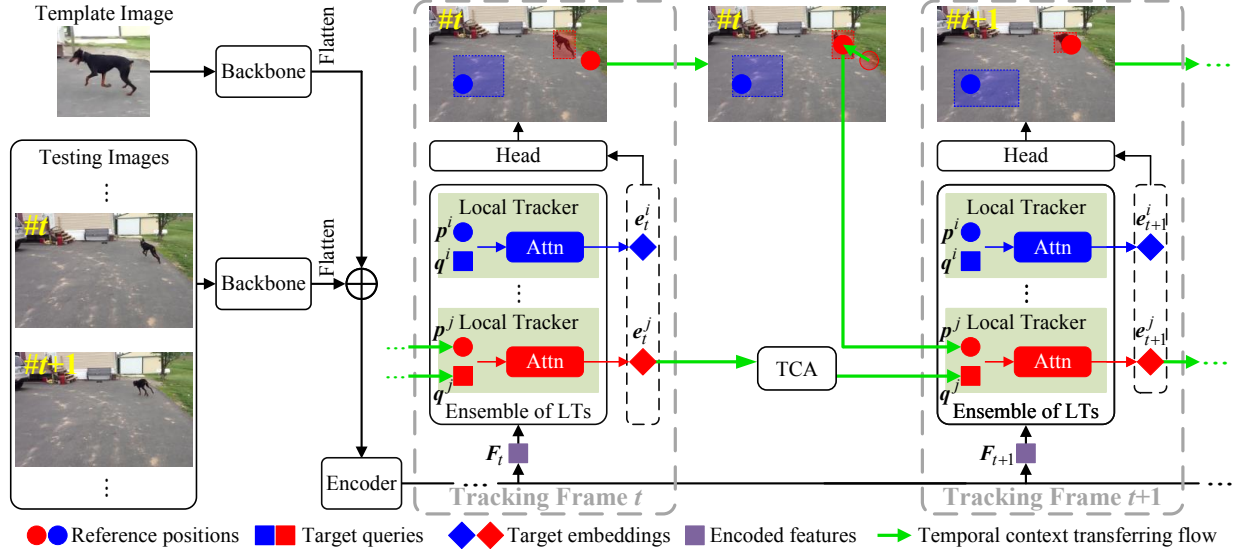 Template Image
Backbone
Flatten
Testing Images
⋮
#t
#t+1
⋮
Backbone
Flatten
Encoder
...
#t
Head
Local Tracker
p^i
q^i
Attn
e_t^i
⋮
Local Tracker
p^j
q^j
Attn
e_t^j
Ensemble of LTs
F_t
Tracking Frame t
#t
TCA
#t+1
Head
Local Tracker
p^i
q^i
Attn
e_{t+1}^i
⋮
Local Tracker
p^j
q^j
Attn
e_{t+1}^j
Ensemble of LTs
F_{t+1}
Tracking Frame t+1
...
Reference positions
Target queries
Target embeddings
Encoded features
Temporal context transferring flow